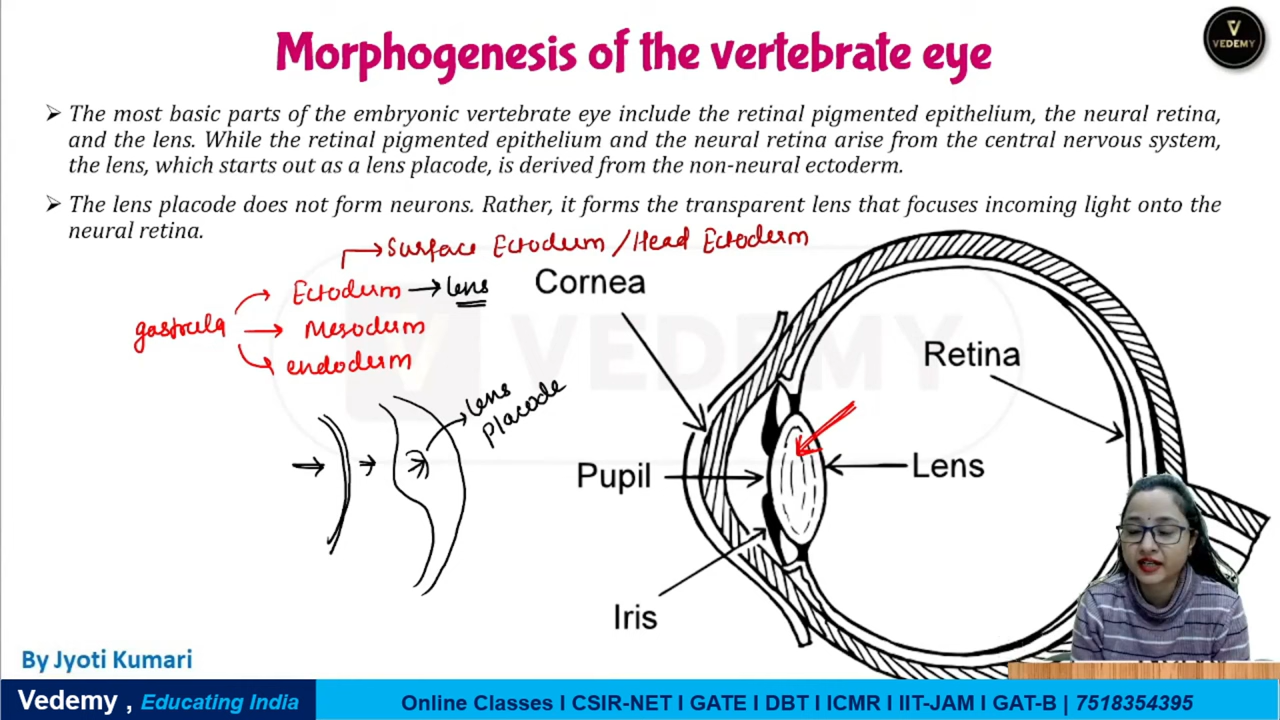 Morphogenesis of the vertebrate eye
VEDEMY
➢ The most basic parts of the embryonic vertebrate eye include the retinal pigmented epithelium, the neural retina,
and the lens. While the retinal pigmented epithelium and the neural retina arise from the central nervous system,
the lens, which starts out as a lens placode, is derived from the non-neural ectoderm.
➢ The lens placode does not form neurons. Rather, it forms the transparent lens that focuses incoming light onto the
neural retina.
Surface Ectoderm / Head Ectoderm
Ectoderm → lens
gastrula
Mesoderm
endoderm
lens
placode
Cornea
Retina
Pupil
Lens
Iris
VEDEMY
By Jyoti Kumari
Vedemy , Educating India
Online Classes I CSIR-NET I GATE I DBT I ICMR I IIT-JAM I GAT-B | 7518354395